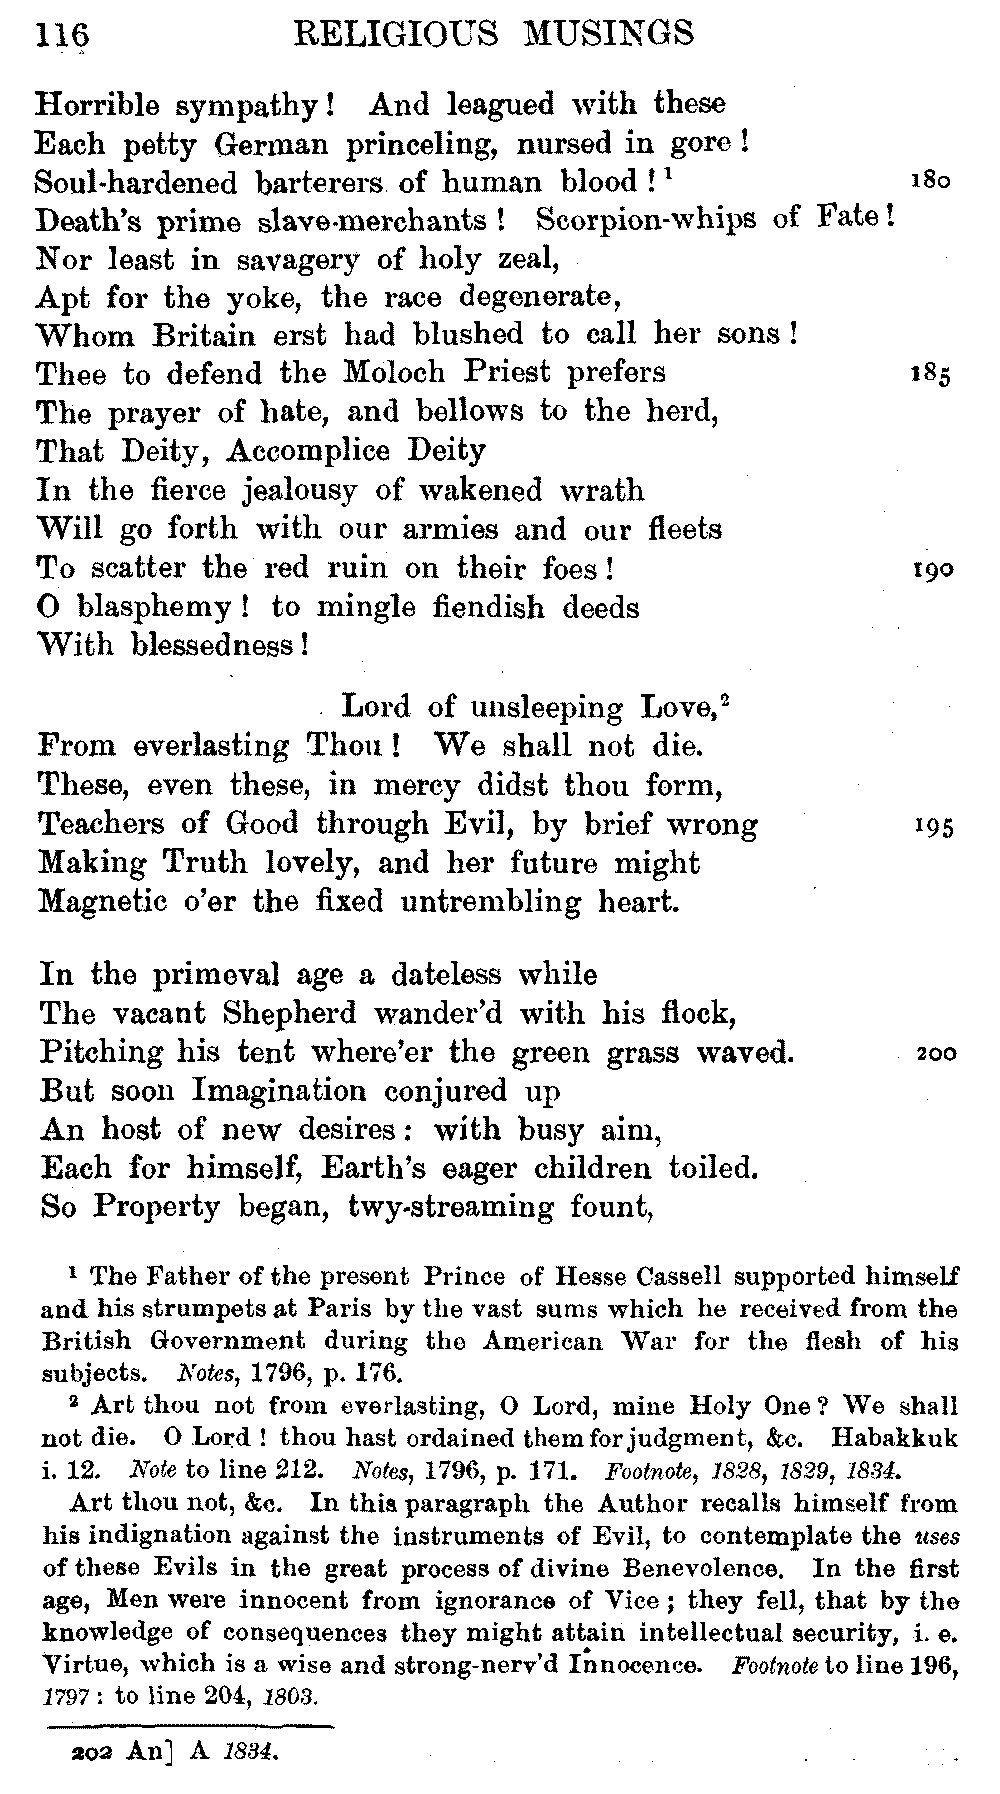 116 RELIGIOUS MUSINGS
Horrible sympathy! And leagued with these
Each petty German princeling, nursed in gore!
Soul-hardened barterers of human blood!¹ 180
Death's prime slave-merchants! Scorpion-whips of Fate!
Nor least in savagery of holy zeal,
Apt for the yoke, the race degenerate,
Whom Britain erst had blushed to call her sons!
Thee to defend the Moloch Priest prefers 185
The prayer of hate, and bellows to the herd,
That Deity, Accomplice Deity
In the fierce jealousy of wakened wrath
Will go forth with our armies and our fleets
To scatter the red ruin on their foes! 190
O blasphemy! to mingle fiendish deeds
With blessedness!
Lord of unsleeping Love,²
From everlasting Thou! We shall not die.
These, even these, in mercy didst thou form,
Teachers of Good through Evil, by brief wrong 195
Making Truth lovely, and her future might
Magnetic o'er the fixed untrembling heart.
In the primeval age a dateless while
The vacant Shepherd wander'd with his flock,
Pitching his tent where'er the green grass waved. 200
But soon Imagination conjured up
An host of new desires: with busy aim,
Each for himself, Earth's eager children toiled.
So Property began, twy-streaming fount,
¹ The Father of the present Prince of Hesse Cassell supported himself
and his strumpets at Paris by the vast sums which he received from the
British Government during the American War for the flesh of his
subjects. Notes, 1796, p. 176.
² Art thou not from everlasting, O Lord, mine Holy One? We shall
not die. O Lord! thou hast ordained them for judgment, &c. Habakkuk
i. 12. Note to line 212. Notes, 1796, p. 171. Footnote, 1828, 1829, 1834.
Art thou not, &c. In this paragraph the Author recalls himself from
his indignation against the instruments of Evil, to contemplate the uses
of these Evils in the great process of divine Benevolence. In the first
age, Men were innocent from ignorance of Vice; they fell, that by the
knowledge of consequences they might attain intellectual security, i. e.
Virtue, which is a wise and strong-nerv'd Innocence. Footnote to line 196,
1797: to line 204, 1803.
202 An] A 1834.